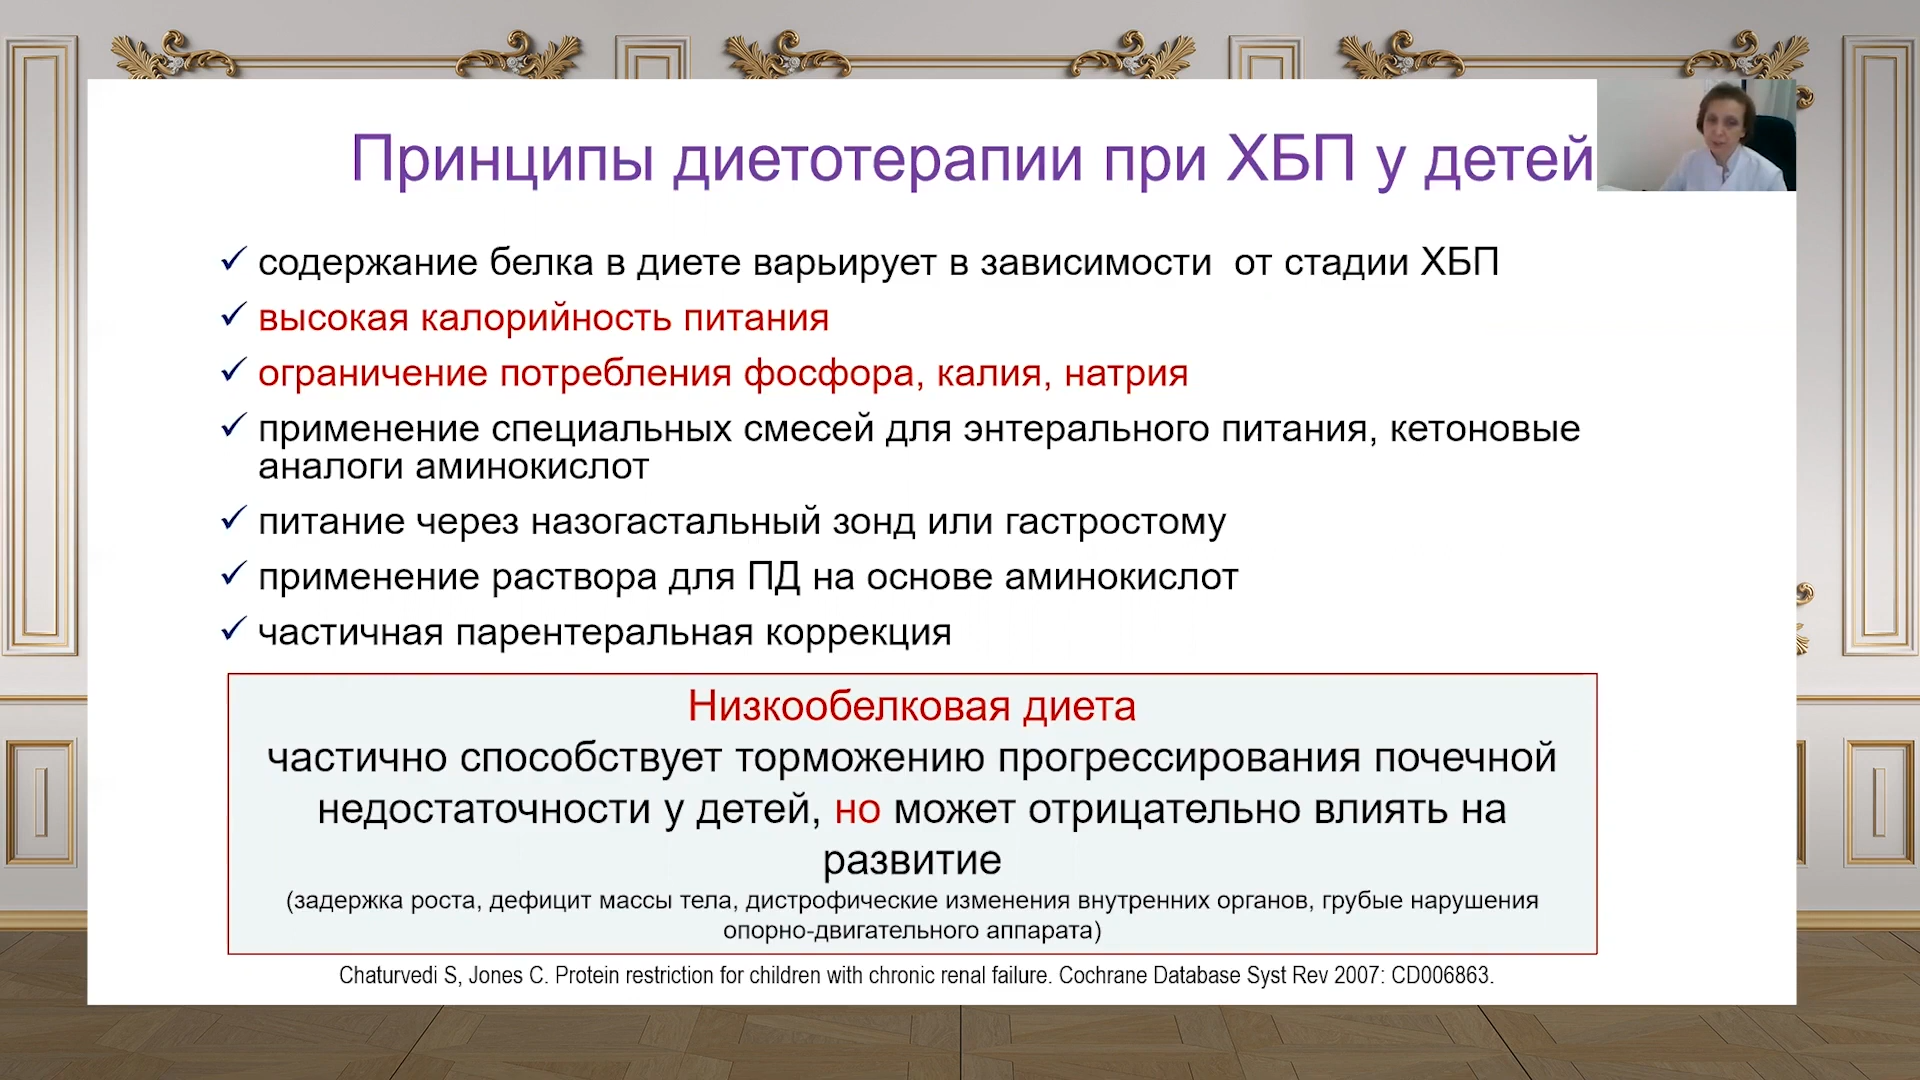 Принципы диетотерапии при ХБП у детей
✓ содержание белка в диете варьирует в зависимости от стадии ХБП
✓ высокая калорийность питания
✓ ограничение потребления фосфора, калия, натрия
✓ применение специальных смесей для энтерального питания, кетоновые
аналоги аминокислот
✓ питание через назогастальный зонд или гастростому
✓ применение раствора для ПД на основе аминокислот
✓ частичная парентеральная коррекция
Низкообелковая диета
частично способствует торможению прогрессирования почечной
недостаточности у детей, но может отрицательно влиять на
развитие
(задержка роста, дефицит массы тела, дистрофические изменения внутренних органов, грубые нарушения
опорно-двигательного аппарата)
Chaturvedi S, Jones C. Protein restriction for children with chronic renal failure. Cochrane Database Syst Rev 2007: CD006863.